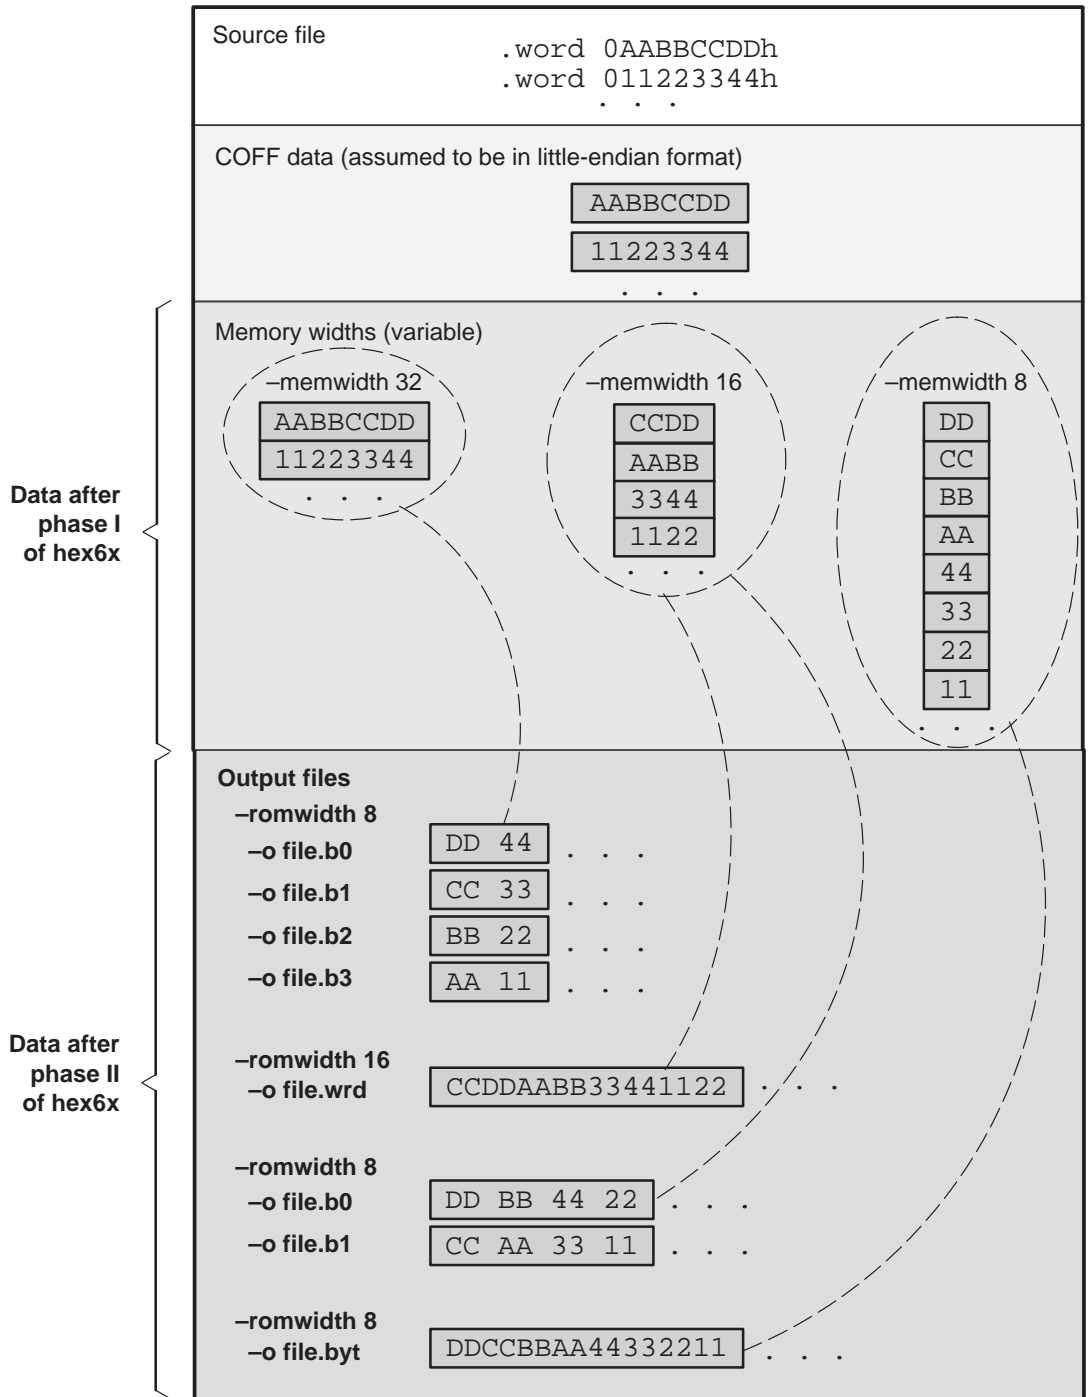 Source file
.word 0AABBCCDDh
.word 011223344h
. . .
COFF data (assumed to be in little-endian format)
AABBCCDD
11223344
. . .
Data after
phase I
of hex6x
Memory widths (variable)
–memwidth 32
AABBCCDD
11223344
. . .
–memwidth 16
CCDD
AABB
3344
1122
. . .
–memwidth 8
DD
CC
BB
AA
44
33
22
11
. . .
Data after
phase II
of hex6x
Output files
–romwidth 8
–o file.b0 DD 44 . . .
–o file.b1 CC 33 . . .
–o file.b2 BB 22 . . .
–o file.b3 AA 11 . . .
–romwidth 16
–o file.wrd CCDDAABB33441122 . . .
–romwidth 8
–o file.b0 DD BB 44 22 . . .
–o file.b1 CC AA 33 11 . . .
–romwidth 8
–o file.byt DDCCBBAA44332211 . . .